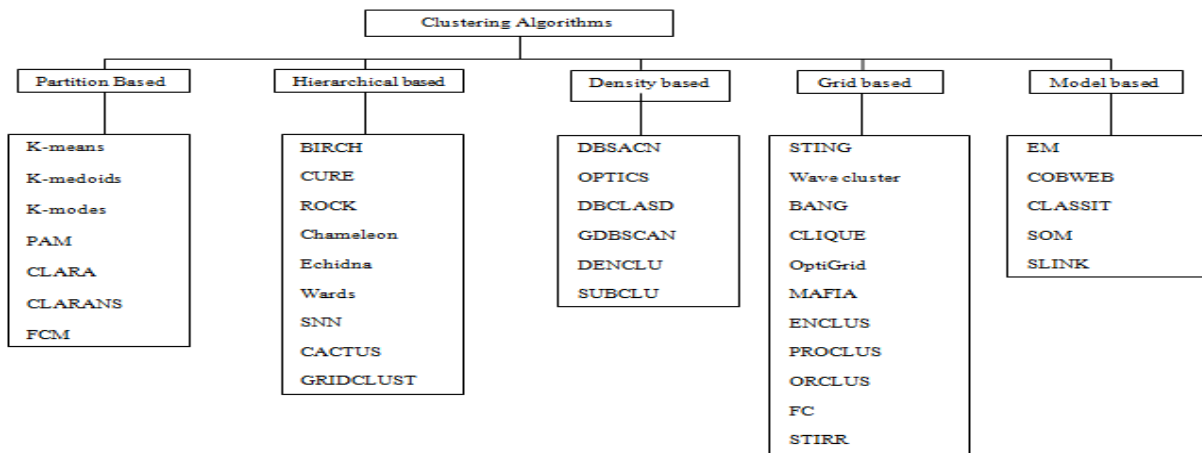 Clustering Algorithms
Partition Based
Hierarchical based
Density based
Grid based
Model based
K-means
K-medoids
K-modes
PAM
CLARA
CLARANS
FCM
BIRCH
CURE
ROCK
Chameleon
Echidna
Wards
SNN
CACTUS
GRIDCLUST
DBSACN
OPTICS
DBCLASD
GDBSCAN
DENCLU
SUBCLU
STING
Wave cluster
BANG
CLIQUE
OptiGrid
MAFIA
ENCLUS
PROCLUS
ORCLUS
FC
STIRR
EM
COBWEB
CLASSIT
SOM
SLINK